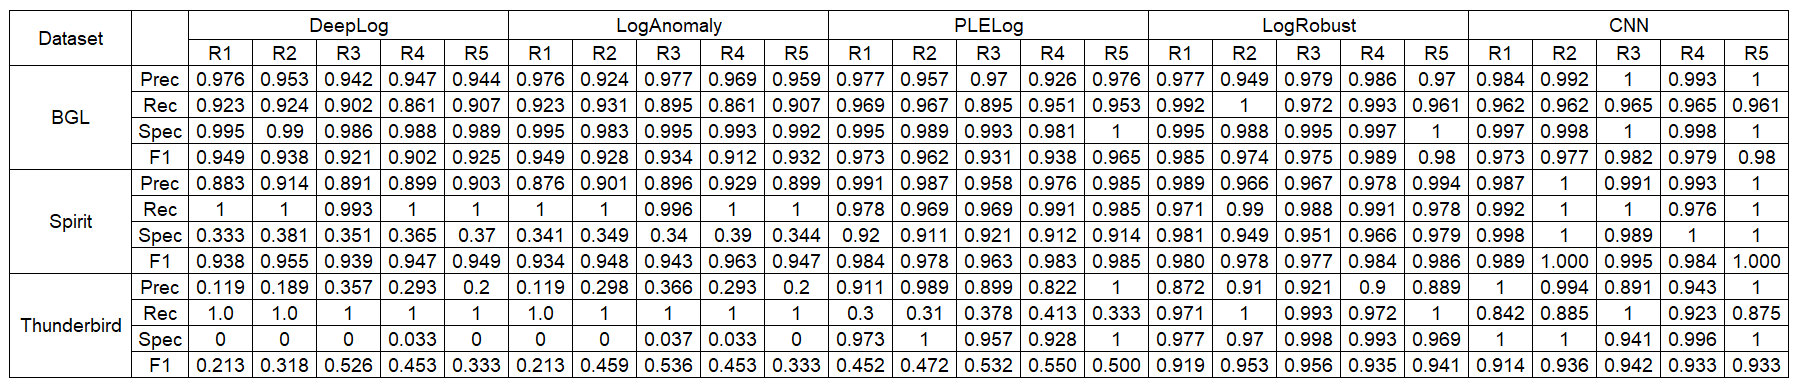 Dataset DeepLog LogAnomaly PLELog LogRobust CNN
R1 R2 R3 R4 R5 R1 R2 R3 R4 R5 R1 R2 R3 R4 R5 R1 R2 R3 R4 R5 R1 R2 R3 R4 R5
BGL
Prec 0.976 0.953 0.942 0.947 0.944 0.976 0.924 0.977 0.969 0.959 0.977 0.957 0.97 0.926 0.976 0.977 0.949 0.979 0.986 0.97 0.984 0.992 1 0.993 1
Rec 0.923 0.924 0.902 0.861 0.907 0.923 0.931 0.895 0.861 0.907 0.969 0.967 0.895 0.951 0.953 0.992 1 0.972 0.993 0.961 0.962 0.962 0.965 0.965 0.961
Spec 0.995 0.99 0.986 0.988 0.989 0.995 0.983 0.995 0.993 0.992 0.995 0.989 0.993 0.981 1 0.995 0.988 0.995 0.997 1 0.997 0.998 1 0.998 1
F1 0.949 0.938 0.921 0.902 0.925 0.949 0.928 0.934 0.912 0.932 0.973 0.962 0.931 0.938 0.965 0.985 0.974 0.975 0.989 0.98 0.973 0.977 0.982 0.979 0.98
Spirit
Prec 0.883 0.914 0.891 0.899 0.903 0.876 0.901 0.896 0.929 0.899 0.991 0.987 0.958 0.976 0.985 0.989 0.966 0.967 0.978 0.994 0.987 1 0.991 0.993 1
Rec 1 1 0.993 1 1 1 1 0.996 1 1 0.978 0.969 0.969 0.991 0.985 0.971 0.99 0.988 0.991 0.978 0.992 1 1 0.976 1
Spec 0.333 0.381 0.351 0.365 0.37 0.341 0.349 0.34 0.39 0.344 0.92 0.911 0.921 0.912 0.914 0.981 0.949 0.951 0.966 0.979 0.998 1 0.989 1 1
F1 0.938 0.955 0.939 0.947 0.949 0.934 0.948 0.943 0.963 0.947 0.984 0.978 0.963 0.983 0.985 0.980 0.978 0.977 0.984 0.986 0.989 1.000 0.995 0.984 1.000
Thunderbird
Prec 0.119 0.189 0.357 0.293 0.2 0.119 0.298 0.366 0.293 0.2 0.911 0.989 0.899 0.822 1 0.872 0.91 0.921 0.9 0.889 1 0.994 0.891 0.943 1
Rec 1.0 1.0 1 1 1 1.0 1 1 1 1 0.3 0.31 0.378 0.413 0.333 0.971 1 0.993 0.972 1 0.842 0.885 1 0.923 0.875
Spec 0 0 0 0.033 0 0 0 0.037 0.033 0 0.973 1 0.957 0.928 1 0.977 0.97 0.998 0.993 0.969 1 1 0.941 0.996 1
F1 0.213 0.318 0.526 0.453 0.333 0.213 0.459 0.536 0.453 0.333 0.452 0.472 0.532 0.550 0.500 0.919 0.953 0.956 0.935 0.941 0.914 0.936 0.942 0.933 0.933